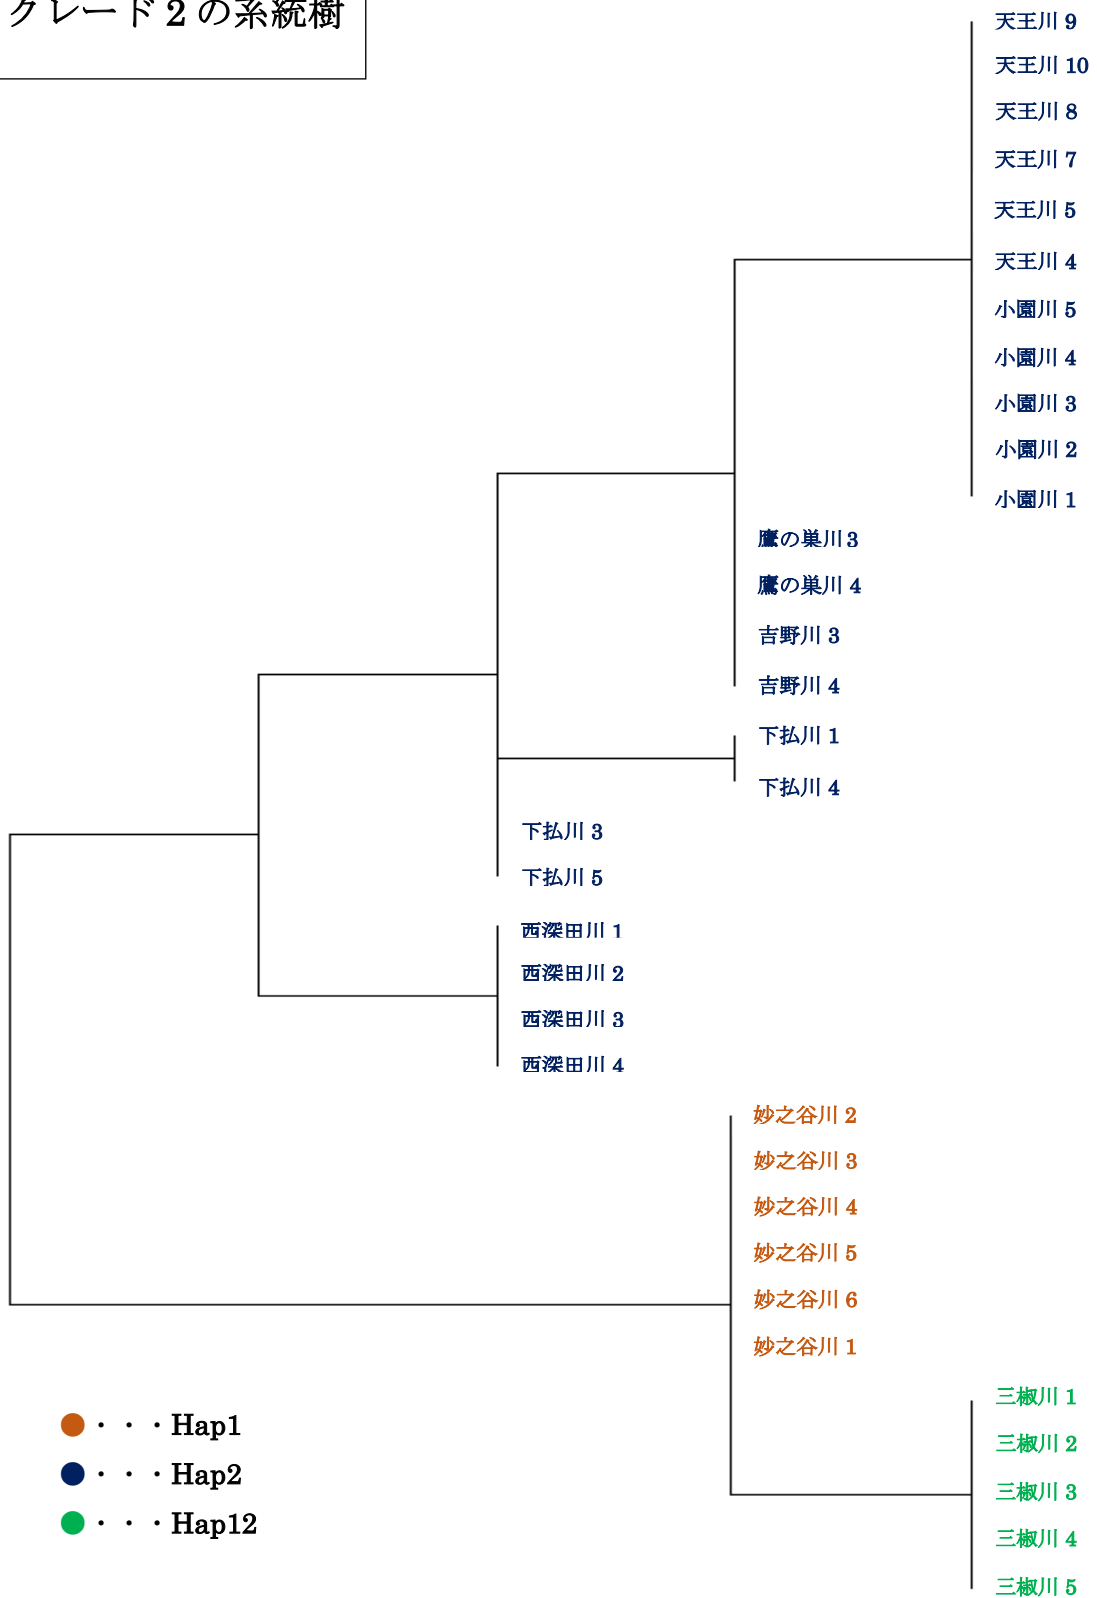 クレード 2 の系統樹
天王川 9
天王川 10
天王川 8
天王川 7
天王川 5
天王川 4
小園川 5
小園川 4
小園川 3
小園川 2
小園川 1
鷹の巣川 3
鷹の巣川 4
吉野川 3
吉野川 4
下払川 1
下払川 4
下払川 3
下払川 5
西深田川 1
西深田川 2
西深田川 3
西深田川 4
妙之谷川 2
妙之谷川 3
妙之谷川 4
妙之谷川 5
妙之谷川 6
妙之谷川 1
三椒川 1
三椒川 2
三椒川 3
三椒川 4
三椒川 5
・・・Hap1
・・・Hap2
・・・Hap12